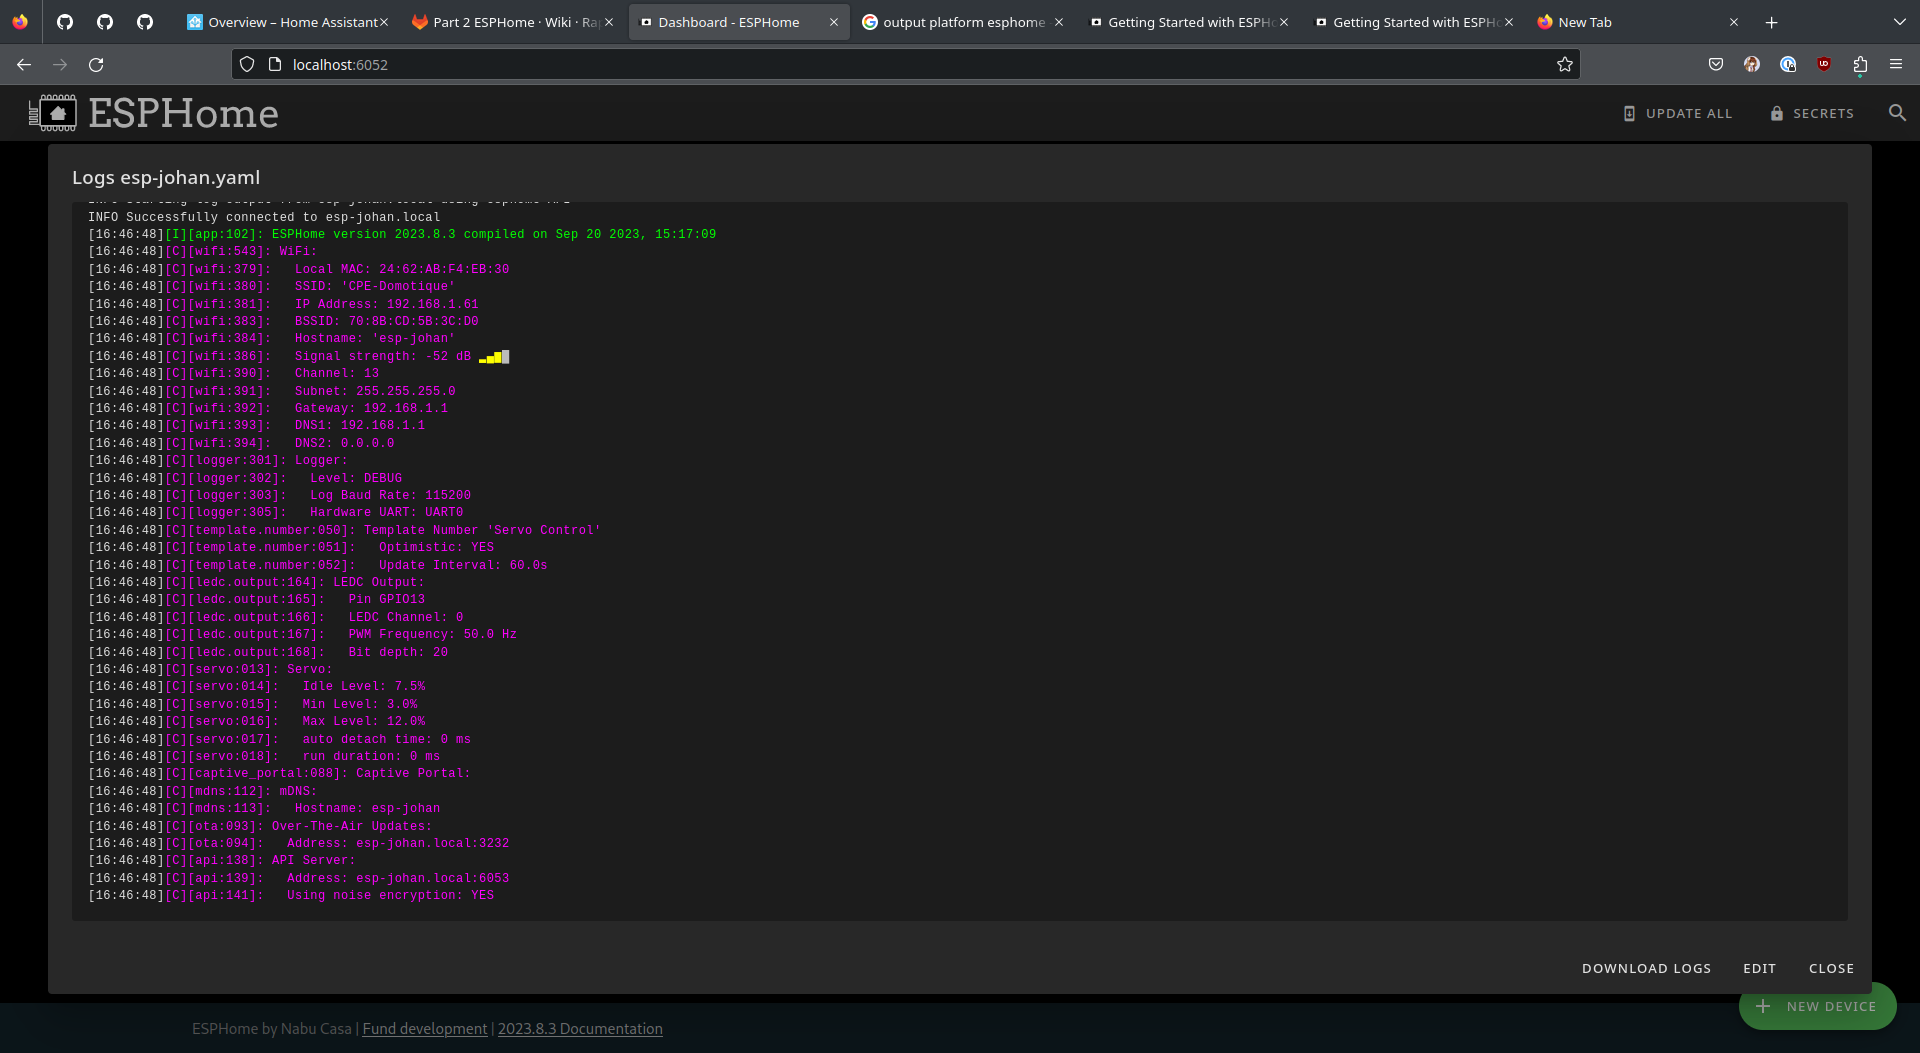 Overview – Home Assistant
Part 2 ESPHome · Wiki · Ra
Dashboard - ESPHome
output platform esphome
Getting Started with ESPH
Getting Started with ESPH
New Tab
localhost:6052
ESPHome
UPDATE ALL
SECRETS
Logs esp-johan.yaml
INFO Starting log output from esp-johan.local using esphome API
INFO Successfully connected to esp-johan.local
[16:46:48][I][app:102]: ESPHome version 2023.8.3 compiled on Sep 20 2023, 15:17:09
[16:46:48][C][wifi:543]: WiFi:
[16:46:48][C][wifi:379]:   Local MAC: 24:62:AB:F4:EB:30
[16:46:48][C][wifi:380]:   SSID: 'CPE-Domotique'
[16:46:48][C][wifi:381]:   IP Address: 192.168.1.61
[16:46:48][C][wifi:383]:   BSSID: 70:8B:CD:5B:3C:D0
[16:46:48][C][wifi:384]:   Hostname: 'esp-johan'
[16:46:48][C][wifi:386]:   Signal strength: -52 dB ▂▄▆█
[16:46:48][C][wifi:390]:   Channel: 13
[16:46:48][C][wifi:391]:   Subnet: 255.255.255.0
[16:46:48][C][wifi:392]:   Gateway: 192.168.1.1
[16:46:48][C][wifi:393]:   DNS1: 192.168.1.1
[16:46:48][C][wifi:394]:   DNS2: 0.0.0.0
[16:46:48][C][logger:301]: Logger:
[16:46:48][C][logger:302]:   Level: DEBUG
[16:46:48][C][logger:303]:   Log Baud Rate: 115200
[16:46:48][C][logger:305]:   Hardware UART: UART0
[16:46:48][C][template.number:050]: Template Number 'Servo Control'
[16:46:48][C][template.number:051]:   Optimistic: YES
[16:46:48][C][template.number:052]:   Update Interval: 60.0s
[16:46:48][C][ledc.output:164]: LEDC Output:
[16:46:48][C][ledc.output:165]:   Pin GPIO13
[16:46:48][C][ledc.output:166]:   LEDC Channel: 0
[16:46:48][C][ledc.output:167]:   PWM Frequency: 50.0 Hz
[16:46:48][C][ledc.output:168]:   Bit depth: 20
[16:46:48][C][servo:013]: Servo:
[16:46:48][C][servo:014]:   Idle Level: 7.5%
[16:46:48][C][servo:015]:   Min Level: 3.0%
[16:46:48][C][servo:016]:   Max Level: 12.0%
[16:46:48][C][servo:017]:   auto detach time: 0 ms
[16:46:48][C][servo:018]:   run duration: 0 ms
[16:46:48][C][captive_portal:088]: Captive Portal:
[16:46:48][C][mdns:112]: mDNS:
[16:46:48][C][mdns:113]:   Hostname: esp-johan
[16:46:48][C][ota:093]: Over-The-Air Updates:
[16:46:48][C][ota:094]:   Address: esp-johan.local:3232
[16:46:48][C][api:138]: API Server:
[16:46:48][C][api:139]:   Address: esp-johan.local:6053
[16:46:48][C][api:141]:   Using noise encryption: YES
DOWNLOAD LOGS
EDIT
CLOSE
NEW DEVICE
ESPHome by Nabu Casa | Fund development | 2023.8.3 Documentation